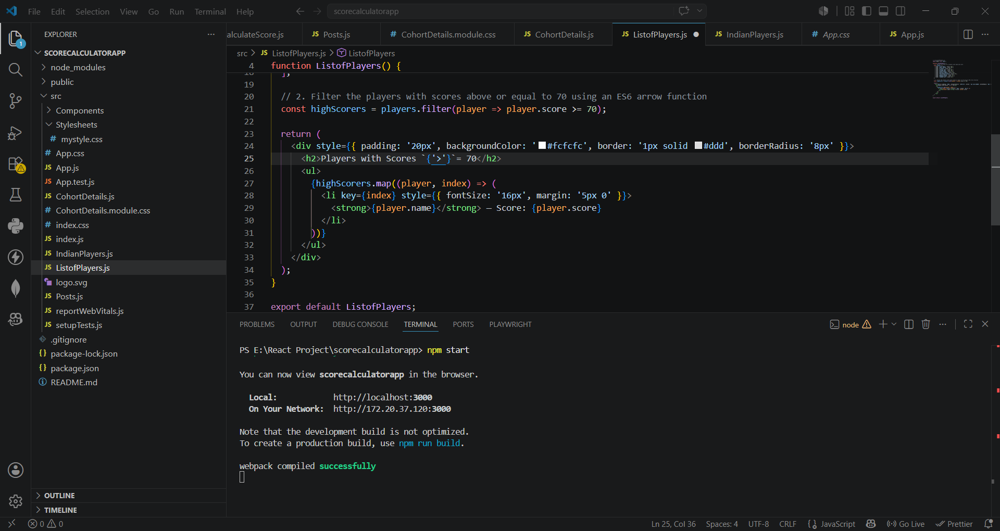 File Edit Selection View Go Run Terminal Help
scorecalculatorapp
EXPLORER
1
SCORECALCULATORAPP
node_modules
public
src
Components
Stylesheets
# mystyle.css
# App.css
JS App.js
JS App.test.js
JS CohortDetails.js
# CohortDetails.module.css
# index.css
JS index.js
JS IndianPlayers.js
JS ListofPlayers.js
logo.svg
JS Posts.js
JS reportWebVitals.js
JS setupTests.js
.gitignore
{} package-lock.json
{} package.json
README.md
OUTLINE
TIMELINE
alculateScore.js JS Posts.js # CohortDetails.module.css JS CohortDetails.js JS ListofPlayers.js JS IndianPlayers.js # App.css JS App.js
src > JS ListofPlayers.js > ListofPlayers
4 function ListofPlayers() {
18 ];
19
20 // 2. Filter the players with scores above or equal to 70 using an ES6 arrow function
21 const highScorers = players.filter(player => player.score >= 70);
22
23 return (
24 <div style={{ padding: '20px', backgroundColor: '#fcfcfc', border: '1px solid #ddd', borderRadius: '8px' }}>
25 <h2>Players with Scores `{'>'}`= 70</h2>
26 <ul>
27 {highScorers.map((player, index) => (
28 <li key={index} style={{ fontSize: '16px', margin: '5px 0' }}>
29 <strong>{player.name}</strong> — Score: {player.score}
30 </li>
31 ))}
32 </ul>
33 </div>
34 );
35 }
36
37 export default ListofPlayers;
PROBLEMS OUTPUT DEBUG CONSOLE TERMINAL PORTS PLAYWRIGHT
node
PS E:\React Project\scorecalculatorapp> npm start
You can now view scorecalculatorapp in the browser.
Local: http://localhost:3000
On Your Network: http://172.20.37.120:3000
Note that the development build is not optimized.
To create a production build, use npm run build.
webpack compiled successfully
0 0
Ln 25, Col 36 Spaces: 4 UTF-8 CRLF {} JavaScript Go Live Prettier